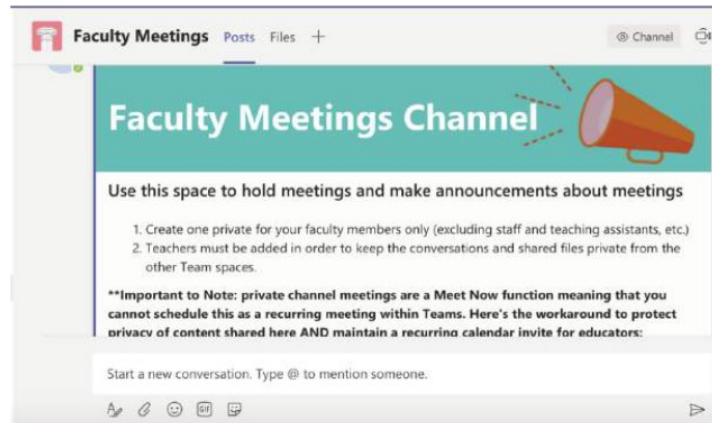 Faculty Meetings Posts Files + Channel
Faculty Meetings Channel
Use this space to hold meetings and make announcements about meetings
1. Create one private for your faculty members only (excluding staff and teaching assistants, etc.)
2. Teachers must be added in order to keep the conversations and shared files private from the
other Team spaces.
**Important to Note: private channel meetings are a Meet Now function meaning that you
cannot schedule this as a recurring meeting within Teams. Here's the workaround to protect
privacy of content shared here AND maintain a recurring calendar invite for educators:
Start a new conversation. Type @ to mention someone.
GIF